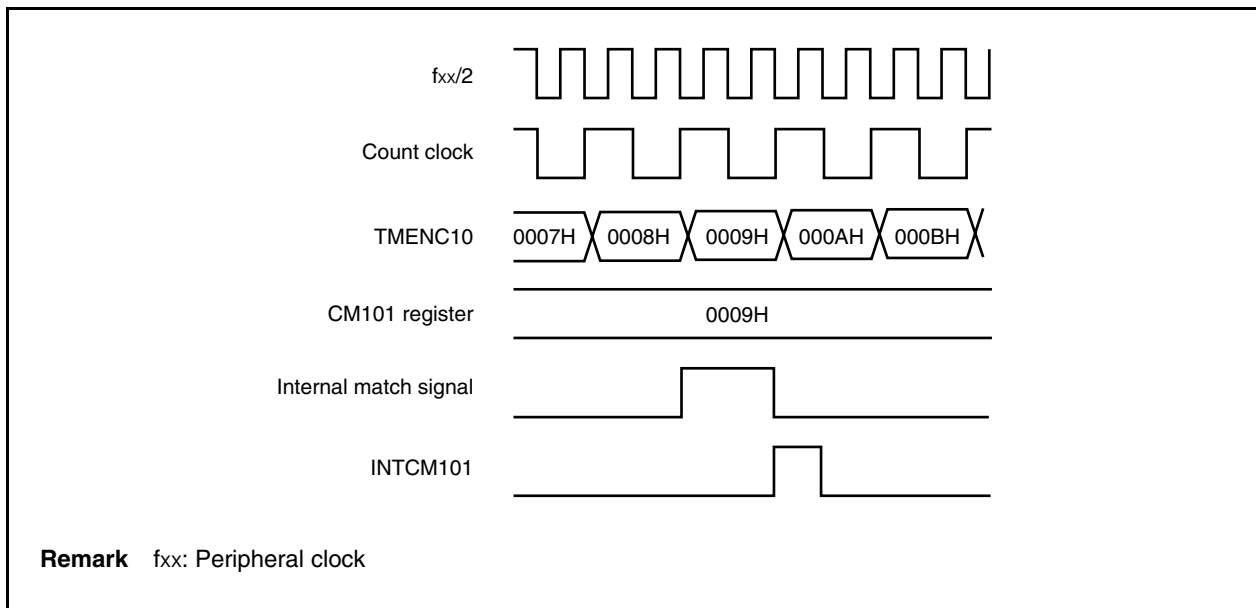 fxx/2
Count clock
TMENC10 0007H 0008H 0009H 000AH 000BH
CM101 register 0009H
Internal match signal
INTCM101
Remark fxx: Peripheral clock